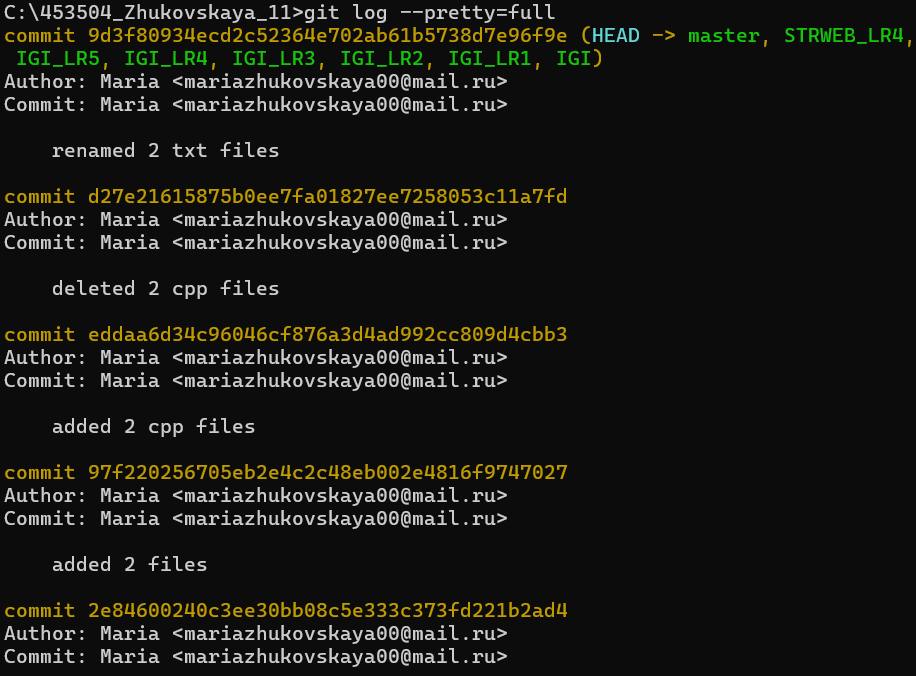 C:\453504_Zhukovskaya_11>git log --pretty=full
commit 9d3f80934ecd2c52364e702ab61b5738d7e96f9e (HEAD -> master, STRWEB_LR4,
IGI_LR5, IGI_LR4, IGI_LR3, IGI_LR2, IGI_LR1, IGI)
Author: Maria <mariazhukovskaya00@mail.ru>
Commit: Maria <mariazhukovskaya00@mail.ru>
renamed 2 txt files
commit d27e21615875b0ee7fa01827ee7258053c11a7fd
Author: Maria <mariazhukovskaya00@mail.ru>
Commit: Maria <mariazhukovskaya00@mail.ru>
deleted 2 cpp files
commit eddaa6d34c96046cf876a3d4ad992cc809d4cbb3
Author: Maria <mariazhukovskaya00@mail.ru>
Commit: Maria <mariazhukovskaya00@mail.ru>
added 2 cpp files
commit 97f220256705eb2e4c2c48eb002e4816f9747027
Author: Maria <mariazhukovskaya00@mail.ru>
Commit: Maria <mariazhukovskaya00@mail.ru>
added 2 files
commit 2e84600240c3ee30bb08c5e333c373fd221b2ad4
Author: Maria <mariazhukovskaya00@mail.ru>
Commit: Maria <mariazhukovskaya00@mail.ru>